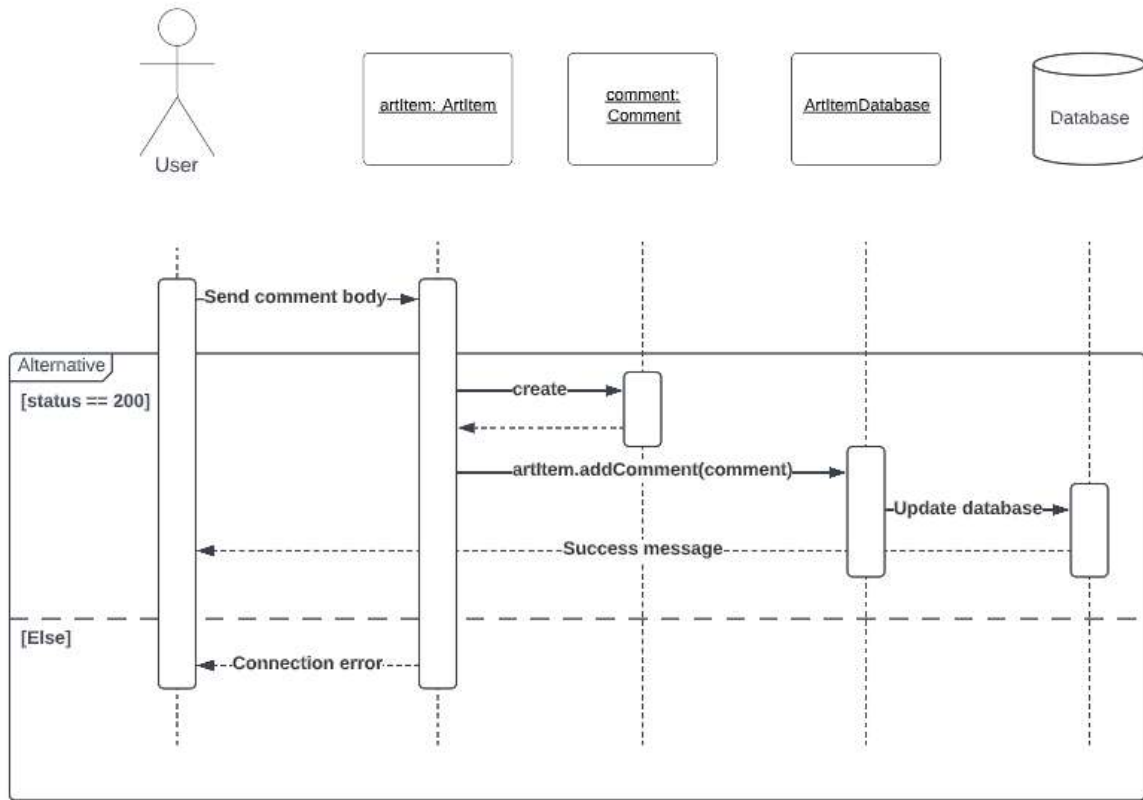 User
artItem: ArtItem
comment:
Comment
ArtItemDatabase
Database
Send comment body
Alternative
[status == 200]
create
artItem.addComment(comment)
Update database
Success message
[Else]
Connection error